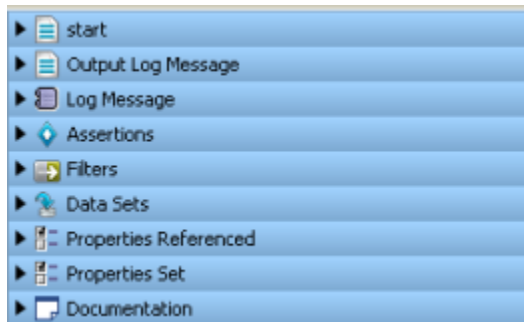 start
Output Log Message
Log Message
Assertions
Filters
Data Sets
Properties Referenced
Properties Set
Documentation